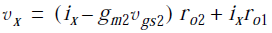 v_x = (i_x – g_{m2}v_{gs2}) r_{o2} + i_x r_{o1}